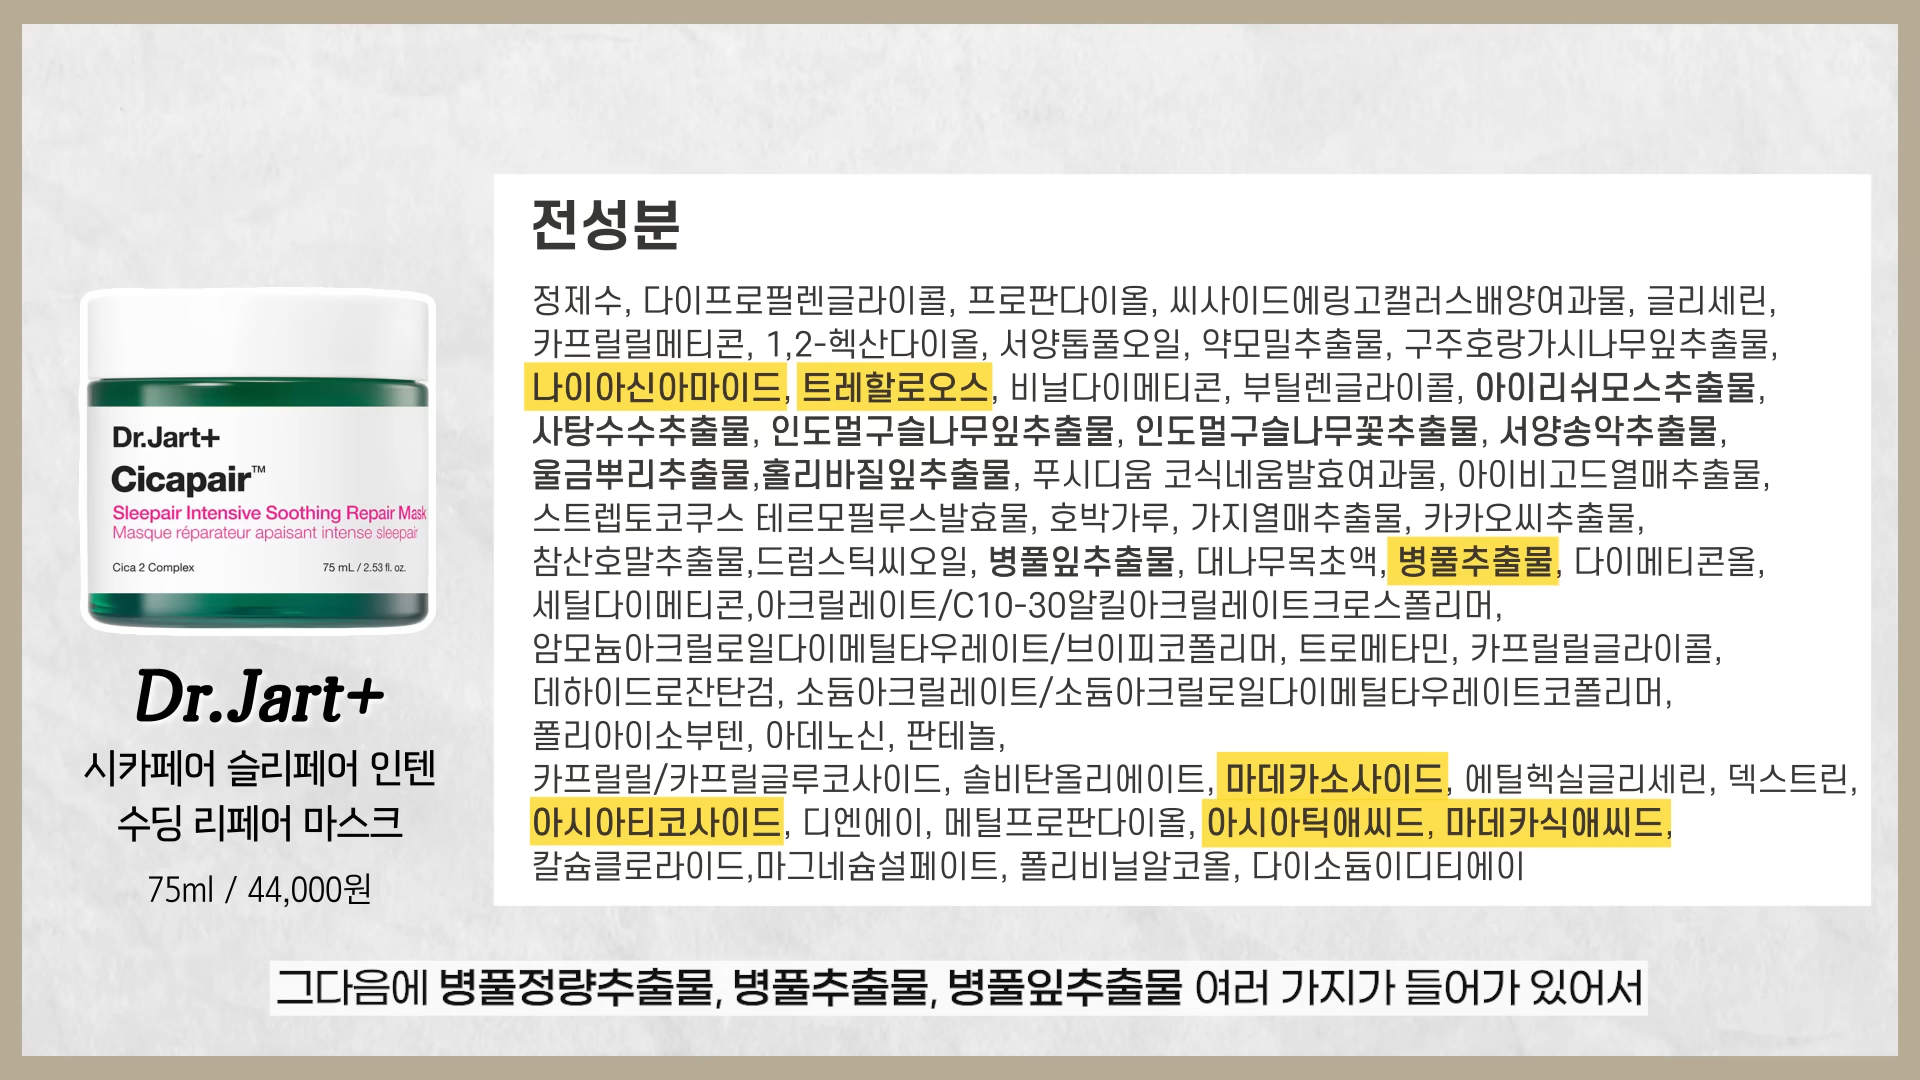 Dr.Jart+
Cicapair™
Sleepair Intensive Soothing Repair Mask
Masque réparateur apaisant intense sleepair
Cica 2 Complex 75 mL / 2.53 fl. oz.
Dr.Jart+
시카페어 슬리페어 인텐
수딩 리페어 마스크
75ml / 44,000원
전성분
정제수, 다이프로필렌글라이콜, 프로판다이올, 씨사이드에링고캘러스배양여과물, 글리세린,
카프릴릴메티콘, 1,2-헥산다이올, 서양톱풀오일, 약모밀추출물, 구주호랑가시나무잎추출물,
나이아신아마이드, 트레할로오스, 비닐다이메티콘, 부틸렌글라이콜, 아이리쉬모스추출물,
사탕수수추출물, 인도멀구슬나무잎추출물, 인도멀구슬나무꽃추출물, 서양송악추출물,
울금뿌리추출물,홀리바질잎추출물, 푸시디움 코식네움발효여과물, 아이비고드열매추출물,
스트렙토코쿠스 테르모필루스발효물, 호박가루, 가지열매추출물, 카카오씨추출물,
참산호말추출물,드럼스틱씨오일, 병풀잎추출물, 대나무목초액, 병풀추출물, 다이메티콘올,
세틸다이메티콘,아크릴레이트/C10-30알킬아크릴레이트크로스폴리머,
암모늄아크릴로일다이메틸타우레이트/브이피코폴리머, 트로메타민, 카프릴릴글라이콜,
데하이드로잔탄검, 소듐아크릴레이트/소듐아크릴로일다이메틸타우레이트코폴리머,
폴리아이소부텐, 아데노신, 판테놀,
카프릴릴/카프릴글루코사이드, 솔비탄올리에이트, 마데카소사이드, 에틸헥실글리세린, 덱스트린,
아시아티코사이드, 디엔에이, 메틸프로판다이올, 아시아틱애씨드, 마데카식애씨드,
칼슘클로라이드,마그네슘설페이트, 폴리비닐알코올, 다이소듐이디티에이
그다음에 병풀정량추출물, 병풀추출물, 병풀잎추출물 여러 가지가 들어가 있어서